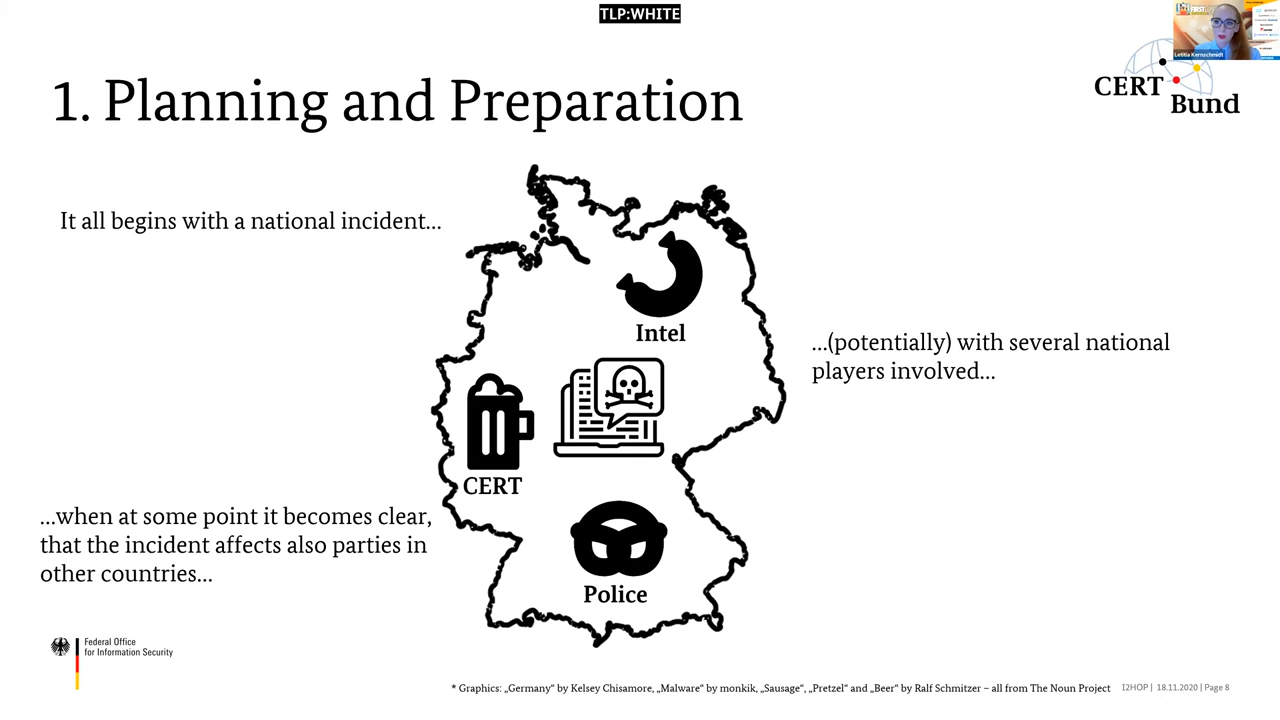 TLP:WHITE
Letitia Kernschmidt
CERT
Bund
1. Planning and Preparation
It all begins with a national incident...
Intel
...(potentially) with several national
players involved...
CERT
...when at some point it becomes clear,
that the incident affects also parties in
other countries...
Police
Federal Office
for Information Security
* Graphics: „Germany“ by Kelsey Chisamore, „Malware“ by monkik, „Sausage“, „Pretzel“ and „Beer“ by Ralf Schmitzer – all from The Noun Project
I2HOP | 18.11.2020 | Page 8